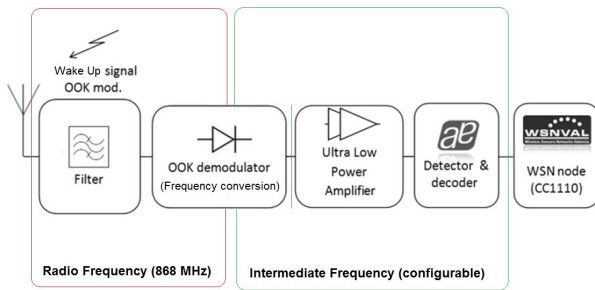 Wake Up signal
OOK mod.
Filter
OOK demodulator
(Frequency conversion)
Ultra Low
Power
Amplifier
ae
Detector &
decoder
WSNVAL
WSN node
(CC1110)
Radio Frequency (868 MHz)
Intermediate Frequency (configurable)